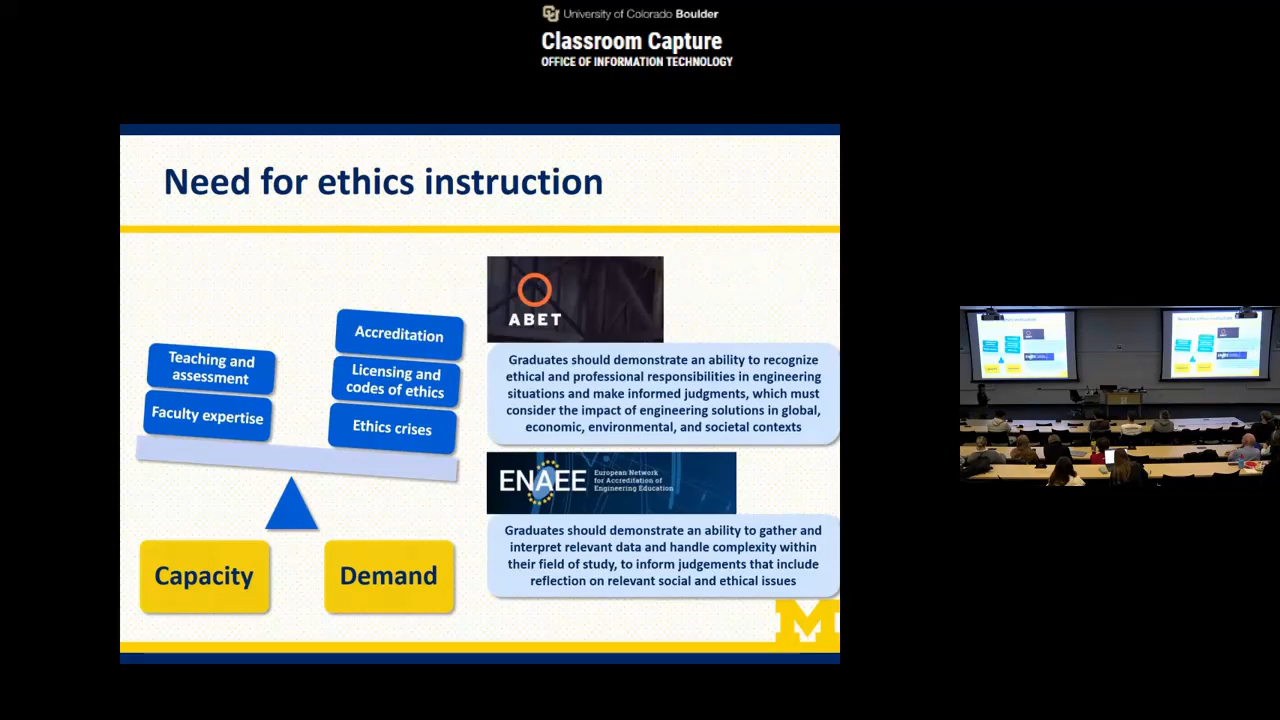 University of Colorado Boulder
Classroom Capture
OFFICE OF INFORMATION TECHNOLOGY
Need for ethics instruction
Teaching and
assessment
Faculty expertise
Accreditation
Licensing and
codes of ethics
Ethics crises
Capacity
Demand
ABET
Graduates should demonstrate an ability to recognize
ethical and professional responsibilities in engineering
situations and make informed judgments, which must
consider the impact of engineering solutions in global,
economic, environmental, and societal contexts
ENAEE
European Network
for Accreditation of
Engineering Education
Graduates should demonstrate an ability to gather and
interpret relevant data and handle complexity within
their field of study, to inform judgements that include
reflection on relevant social and ethical issues
M